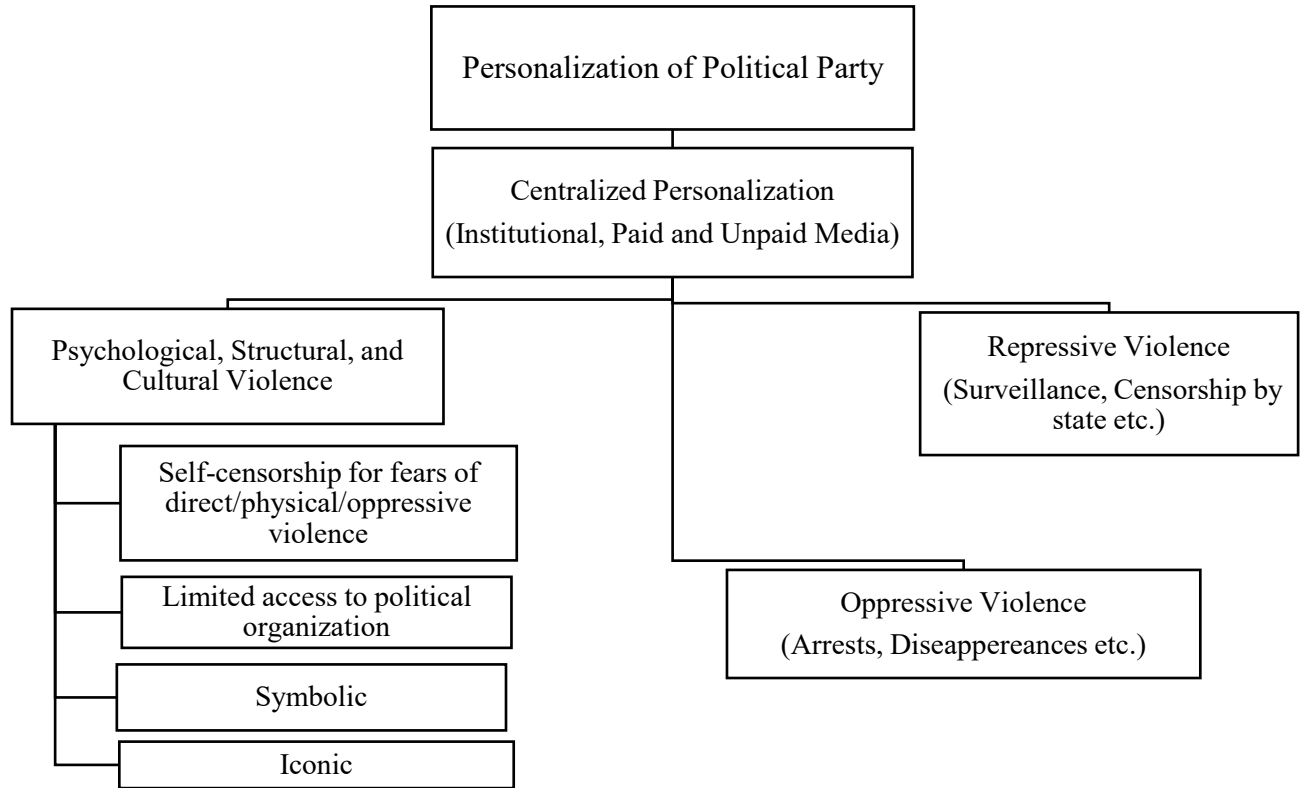 Personalization of Political Party
Centralized Personalization
(Institutional, Paid and Unpaid Media)
Psychological, Structural, and
Cultural Violence
Repressive Violence
(Surveillance, Censorship by
state etc.)
Self-censorship for fears of
direct/physical/oppressive
violence
Limited access to political
organization
Oppressive Violence
(Arrests, Diseappereances etc.)
Symbolic
Iconic